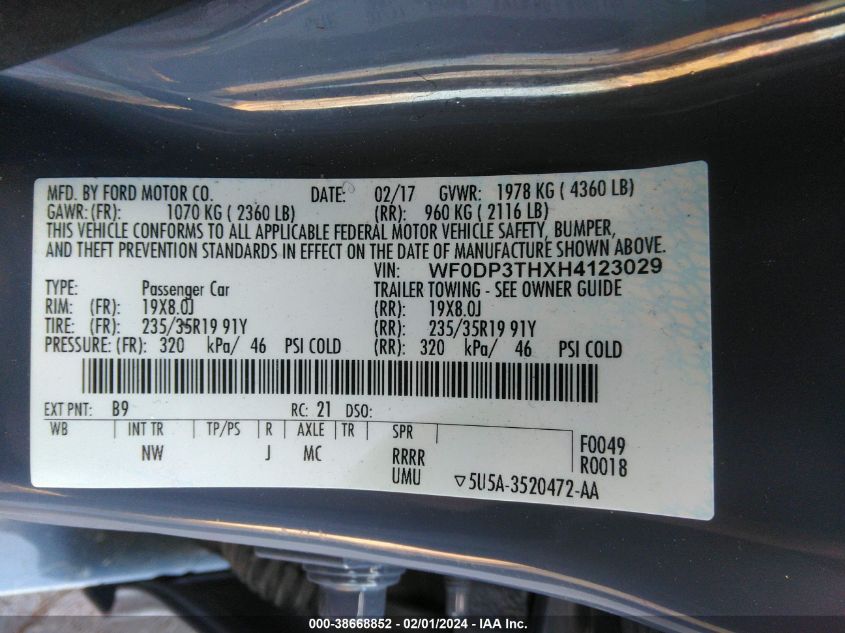 MFD. BY FORD MOTOR CO. DATE: 02/17 GVWR: 1978 KG ( 4360 LB)
GAWR: (FR): 1070 KG ( 2360 LB) (RR): 960 KG ( 2116 LB)
THIS VEHICLE CONFORMS TO ALL APPLICABLE FEDERAL MOTOR VEHICLE SAFETY, BUMPER,
AND THEFT PREVENTION STANDARDS IN EFFECT ON THE DATE OF MANUFACTURE SHOWN ABOVE.
VIN: WF0DP3THXH4123029
TYPE: Passenger Car TRAILER TOWING - SEE OWNER GUIDE
RIM: (FR): 19X8.0J (RR): 19X8.0J
TIRE: (FR): 235/35R19 91Y (RR): 235/35R19 91Y
PRESSURE: (FR): 320 kPa/ 46 PSI COLD (RR): 320 kPa/ 46 PSI COLD
EXT PNT: B9 RC: 21 DSO:
WB INT TR TP/PS R AXLE TR SPR F0049
NW J MC RRRR R0018
UMU ▽5U5A-3520472-AA
000-38668852 / 02/01/2024 / IAA Inc.